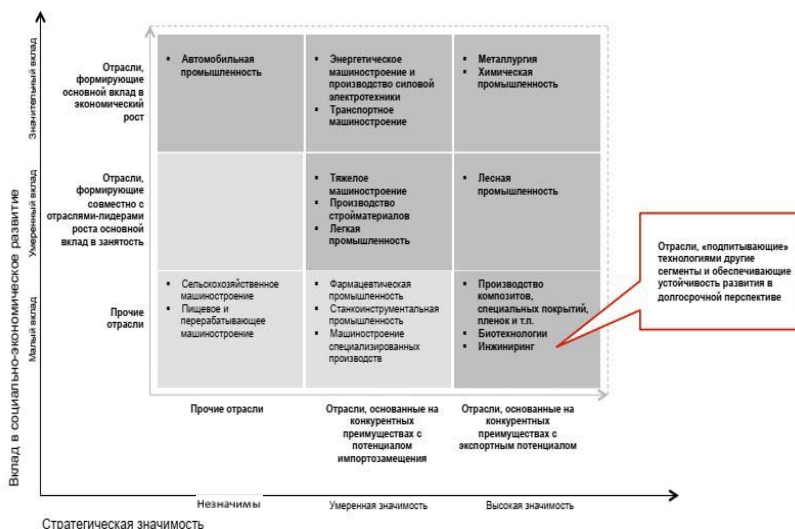 Вклад в социально-экономическое развитие
Значительный вклад
Умеренный вклад
Малый вклад
Отрасли,
формирующие
основной вклад в
экономический
рост
▪ Автомобильная
промышленность
▪ Энергетическое
машиностроение и
производство силовой
электротехники
▪ Транспортное
машиностроение
▪ Металлургия
▪ Химическая
промышленность
Отрасли,
формирующие
совместно с
отраслями-лидерами
роста основной
вклад в занятость
▪ Тяжелое
машиностроение
▪ Производство
стройматериалов
▪ Легкая
промышленность
▪ Лесная
промышленность
Прочие
отрасли
▪ Сельскохозяйственное
машиностроение
▪ Пищевое и
перерабатывающее
машиностроение
▪ Фармацевтическая
промышленность
▪ Станкоинструментальная
промышленность
▪ Машиностроение
специализированных
производств
▪ Производство
композитов,
специальных покрытий,
пленок и т.п.
▪ Биотехнологии
▪ Инжиниринг
Отрасли, «подпитывающие»
технологиями другие
сегменты и обеспечивающие
устойчивость развития в
долгосрочной перспективе
Прочие отрасли
Отрасли, основанные на
конкурентных
преимуществах с
потенциалом
импортозамещения
Отрасли, основанные на
конкурентных
преимуществах с
экспортным потенциалом
Незначимы
Умеренная значимость
Высокая значимость
Стратегическая значимость